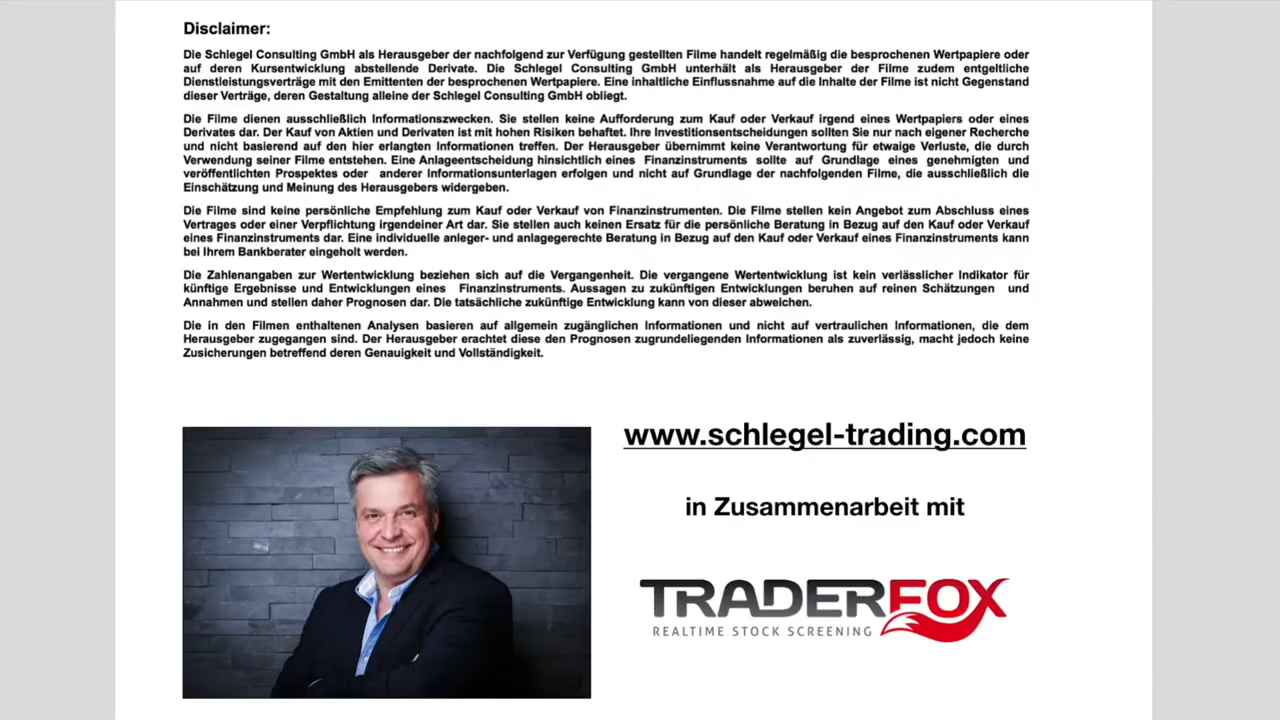 Disclaimer:
Die Schlegel Consulting GmbH als Herausgeber der nachfolgend zur Verfügung gestellten Filme handelt regelmäßig die besprochenen Wertpapiere oder
auf deren Kursentwicklung abstellende Derivate. Die Schlegel Consulting GmbH unterhält als Herausgeber der Filme zudem entgeltliche
Dienstleistungsverträge mit den Emittenten der besprochenen Wertpapiere. Eine inhaltliche Einflussnahme auf die Inhalte der Filme ist nicht Gegenstand
dieser Verträge, deren Gestaltung alleine der Schlegel Consulting GmbH obliegt.
Die Filme dienen ausschließlich Informationszwecken. Sie stellen keine Aufforderung zum Kauf oder Verkauf irgend eines Wertpapiers oder eines
Derivates dar. Der Kauf von Aktien und Derivaten ist mit hohen Risiken behaftet. Ihre Investitionsentscheidungen sollten Sie nur nach eigener Recherche
und nicht basierend auf den hier erlangten Informationen treffen. Der Herausgeber übernimmt keine Verantwortung für etwaige Verluste, die durch
Verwendung seiner Filme entstehen. Eine Anlageentscheidung hinsichtlich eines Finanzinstruments sollte auf Grundlage eines genehmigten und
veröffentlichten Prospektes oder anderer Informationsunterlagen erfolgen und nicht auf Grundlage der nachfolgenden Filme, die ausschließlich die
Einschätzung und Meinung des Herausgebers widergeben.
Die Filme sind keine persönliche Empfehlung zum Kauf oder Verkauf von Finanzinstrumenten. Die Filme stellen kein Angebot zum Abschluss eines
Vertrages oder einer Verpflichtung irgendeiner Art dar. Sie stellen auch keinen Ersatz für die persönliche Beratung in Bezug auf den Kauf oder Verkauf
eines Finanzinstruments dar. Eine individuelle anleger- und anlagegerechte Beratung in Bezug auf den Kauf oder Verkauf eines Finanzinstruments kann
bei Ihrem Bankberater eingeholt werden.
Die Zahlenangaben zur Wertentwicklung beziehen sich auf die Vergangenheit. Die vergangene Wertentwicklung ist kein verlässlicher Indikator für
künftige Ergebnisse und Entwicklungen eines Finanzinstruments. Aussagen zu zukünftigen Entwicklungen beruhen auf reinen Schätzungen und
Annahmen und stellen daher Prognosen dar. Die tatsächliche zukünftige Entwicklung kann von dieser abweichen.
Die in den Filmen enthaltenen Analysen basieren auf allgemein zugänglichen Informationen und nicht auf vertraulichen Informationen, die dem
Herausgeber zugegangen sind. Der Herausgeber erachtet diese den Prognosen zugrundeliegenden Informationen als zuverlässig, macht jedoch keine
Zusicherungen betreffend deren Genauigkeit und Vollständigkeit.
www.schlegel-trading.com
in Zusammenarbeit mit
TRADERFOX
REALTIME STOCK SCREENING